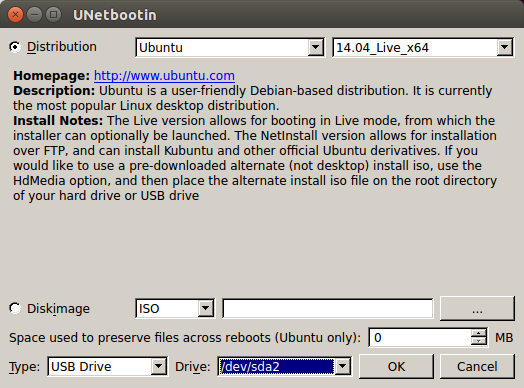 UNetbootin
Distribution Ubuntu 14.04_Live_x64
Homepage: http://www.ubuntu.com
Description: Ubuntu is a user-friendly Debian-based distribution. It is currently
the most popular Linux desktop distribution.
Install Notes: The Live version allows for booting in Live mode, from which the
installer can optionally be launched. The NetInstall version allows for installation
over FTP, and can install Kubuntu and other official Ubuntu derivatives. If you
would like to use a pre-downloaded alternate (not desktop) install iso, use the
HdMedia option, and then place the alternate install iso file on the root directory
of your hard drive or USB drive
Diskimage ISO ...
Space used to preserve files across reboots (Ubuntu only): 0 MB
Type: USB Drive Drive: /dev/sda2 OK Cancel